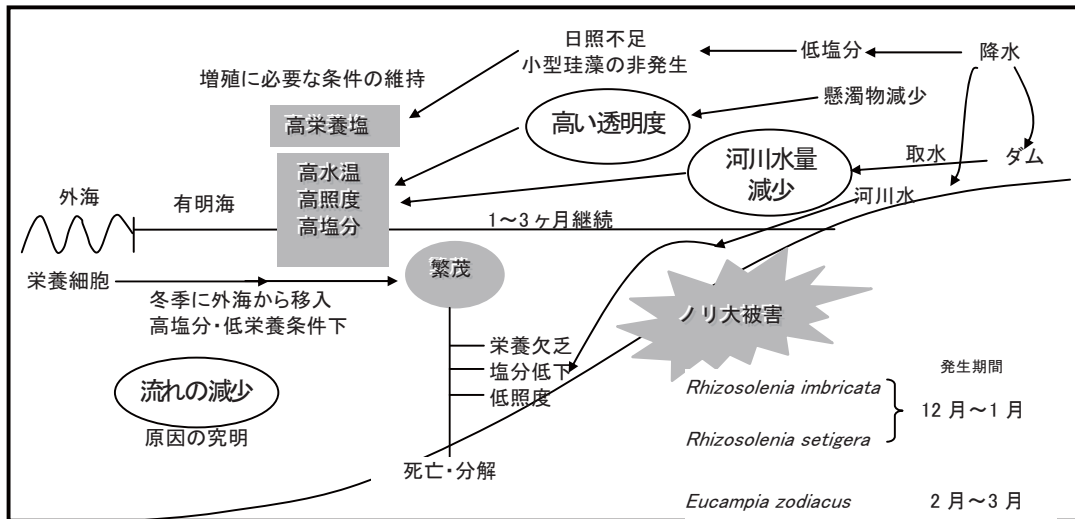 日照不足
小型珪藻の非発生
低塩分
降水
増殖に必要な条件の維持
懸濁物減少
高栄養塩
高い透明度
河川水量
減少
取水
ダム
高水温
高照度
高塩分
外海
有明海
河川水
1～3ヶ月継続
栄養細胞
繁茂
冬季に外海から移入
高塩分・低栄養条件下
ノリ大被害
栄養欠乏
塩分低下
低照度
流れの減少
原因の究明
発生期間
Rhizosolenia imbricata
12月～1月
Rhizosolenia setigera
死亡・分解
Eucampia zodiacus
2月～3月